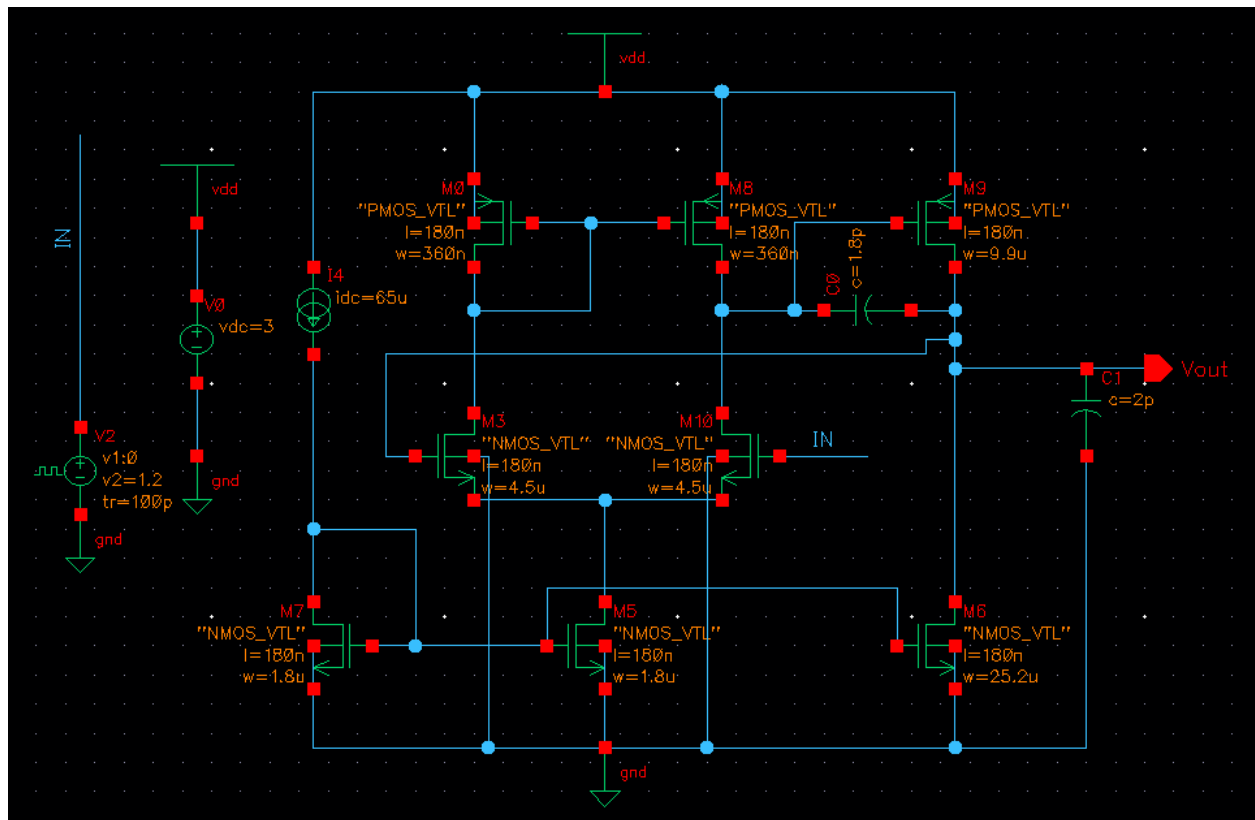 vdd
IN
vdd
V0
vdc=3
gnd
V2
v1:0
v2=1.2
tr=100p
gnd
I4
idc=65u
M0
"PMOS_VTL"
l=180n
w=360n
M8
"PMOS_VTL"
l=180n
w=360n
M9
"PMOS_VTL"
l=180n
w=9.9u
C0
c=1.8p
M3
"NMOS_VTL"
l=180n
w=4.5u
M10
"NMOS_VTL"
l=180n
w=4.5u
IN
C1
c=2p
Vout
M7
"NMOS_VTL"
l=180n
w=1.8u
M5
"NMOS_VTL"
l=180n
w=1.8u
M6
"NMOS_VTL"
l=180n
w=25.2u
gnd